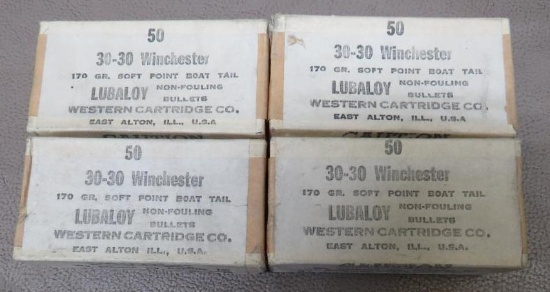 50
30-30 Winchester
170 GR. SOFT POINT BOAT TAIL
LUBALOY NON-FOULING BULLETS
WESTERN CARTRIDGE CO.
EAST ALTON, ILL., U.S.A
50
30-30 Winchester
170 GR. SOFT POINT BOAT TAIL
LUBALOY NON-FOULING BULLETS
WESTERN CARTRIDGE CO.
EAST ALTON, ILL., U.S.A
CAUTION
CAUTION
50
30-30 Winchester
170 GR. SOFT POINT BOAT TAIL
LUBALOY NON-FOULING BULLETS
WESTERN CARTRIDGE CO.
EAST ALTON, ILL., U.S.A
50
30-30 Winchester
170 GR. SOFT POINT BOAT TAIL
LUBALOY NON-FOULING BULLETS
WESTERN CARTRIDGE CO.
EAST ALTON, ILL., U.S.A